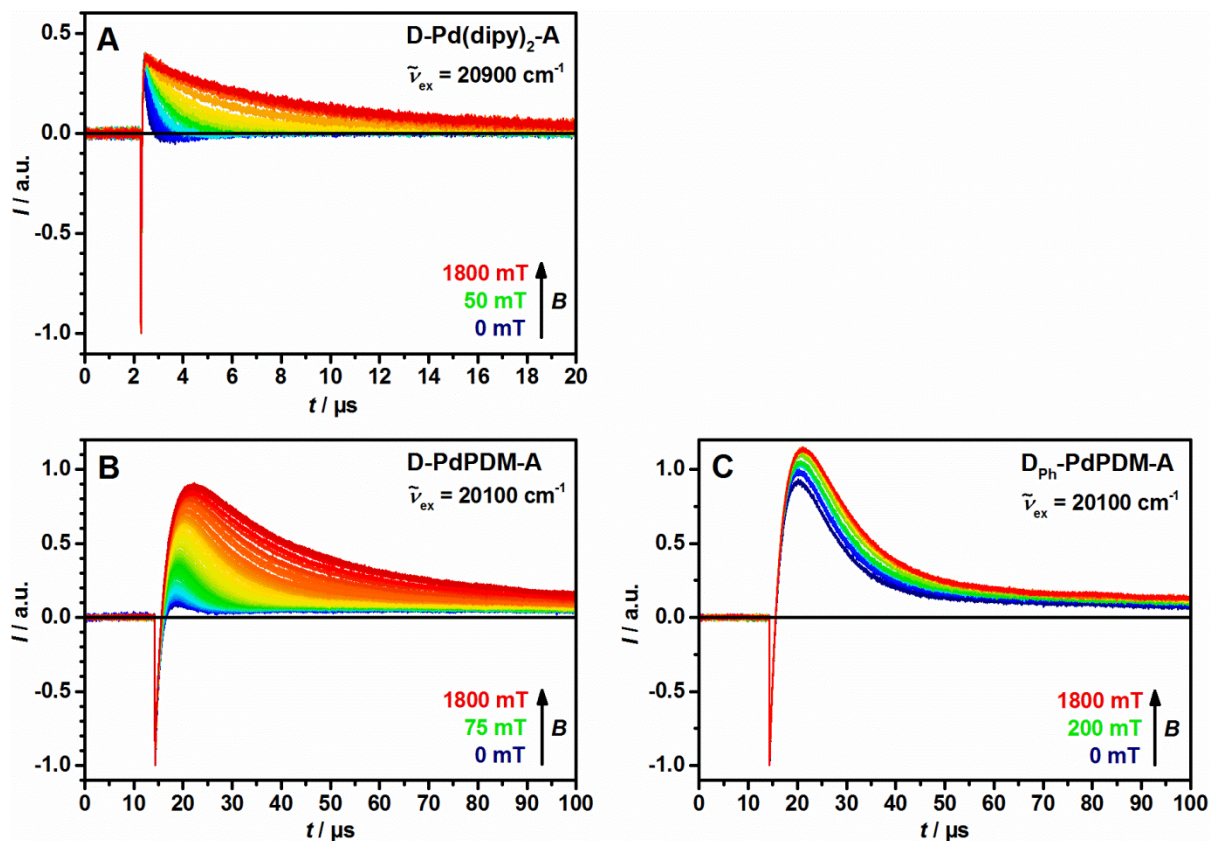 A
D-Pd(dipy)₂-A
ν̃ex = 20900 cm⁻¹
I / a.u.
0.5
0.0
-0.5
-1.0
1800 mT
50 mT
0 mT
B
0 2 4 6 8 10 12 14 16 18 20
t / µs
B
D-PdPDM-A
ν̃ex = 20100 cm⁻¹
I / a.u.
1.0
0.5
0.0
-0.5
-1.0
1800 mT
75 mT
0 mT
B
0 10 20 30 40 50 60 70 80 90 100
t / µs
C
DPh-PdPDM-A
ν̃ex = 20100 cm⁻¹
I / a.u.
1.0
0.5
0.0
-0.5
-1.0
1800 mT
200 mT
0 mT
B
0 10 20 30 40 50 60 70 80 90 100
t / µs